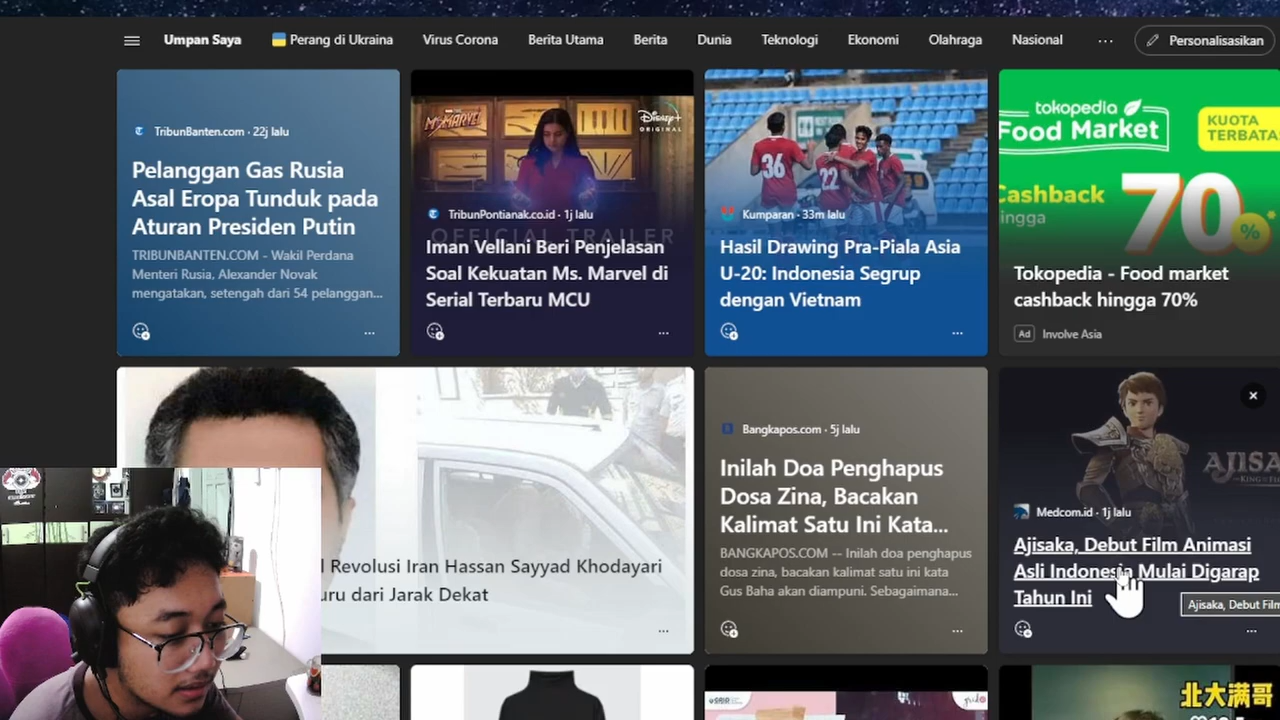 Umpan Saya
Perang di Ukraina
Virus Corona
Berita Utama
Berita
Dunia
Teknologi
Ekonomi
Olahraga
Nasional
...
Personalisasikan
TribunBanten.com · 22j lalu
Pelanggan Gas Rusia
Asal Eropa Tunduk pada
Aturan Presiden Putin
TRIBUNBANTEN.COM - Wakil Perdana
Menteri Rusia, Alexander Novak
mengatakan, setengah dari 54 pelanggan...
MS. MARVEL
Disney+
ORIGINAL
OFFICIAL TRAILER
TribunPontianak.co.id · 1j lalu
Iman Vellani Beri Penjelasan
Soal Kekuatan Ms. Marvel di
Serial Terbaru MCU
36
22
Kumparan · 33m lalu
Hasil Drawing Pra-Piala Asia
U-20: Indonesia Segrup
dengan Vietnam
tokopedia
Food Market
KUOTA
TERBATA
Cashback
ingga
70%*
Tokopedia - Food market
cashback hingga 70%
Ad
Involve Asia
l Revolusi Iran Hassan Sayyad Khodayari
uru dari Jarak Dekat
Bangkapos.com · 5j lalu
Inilah Doa Penghapus
Dosa Zina, Bacakan
Kalimat Satu Ini Kata...
BANGKAPOS.COM -- Inilah doa penghapus
dosa zina, bacakan kalimat satu ini kata
Gus Baha akan diampuni. Sebagaimana...
AJISA
Medcom.id · 1j lalu
Ajisaka, Debut Film Animasi
Asli Indonesia Mulai Digarap
Tahun Ini
Ajisaka, Debut Film
grid
北大满哥